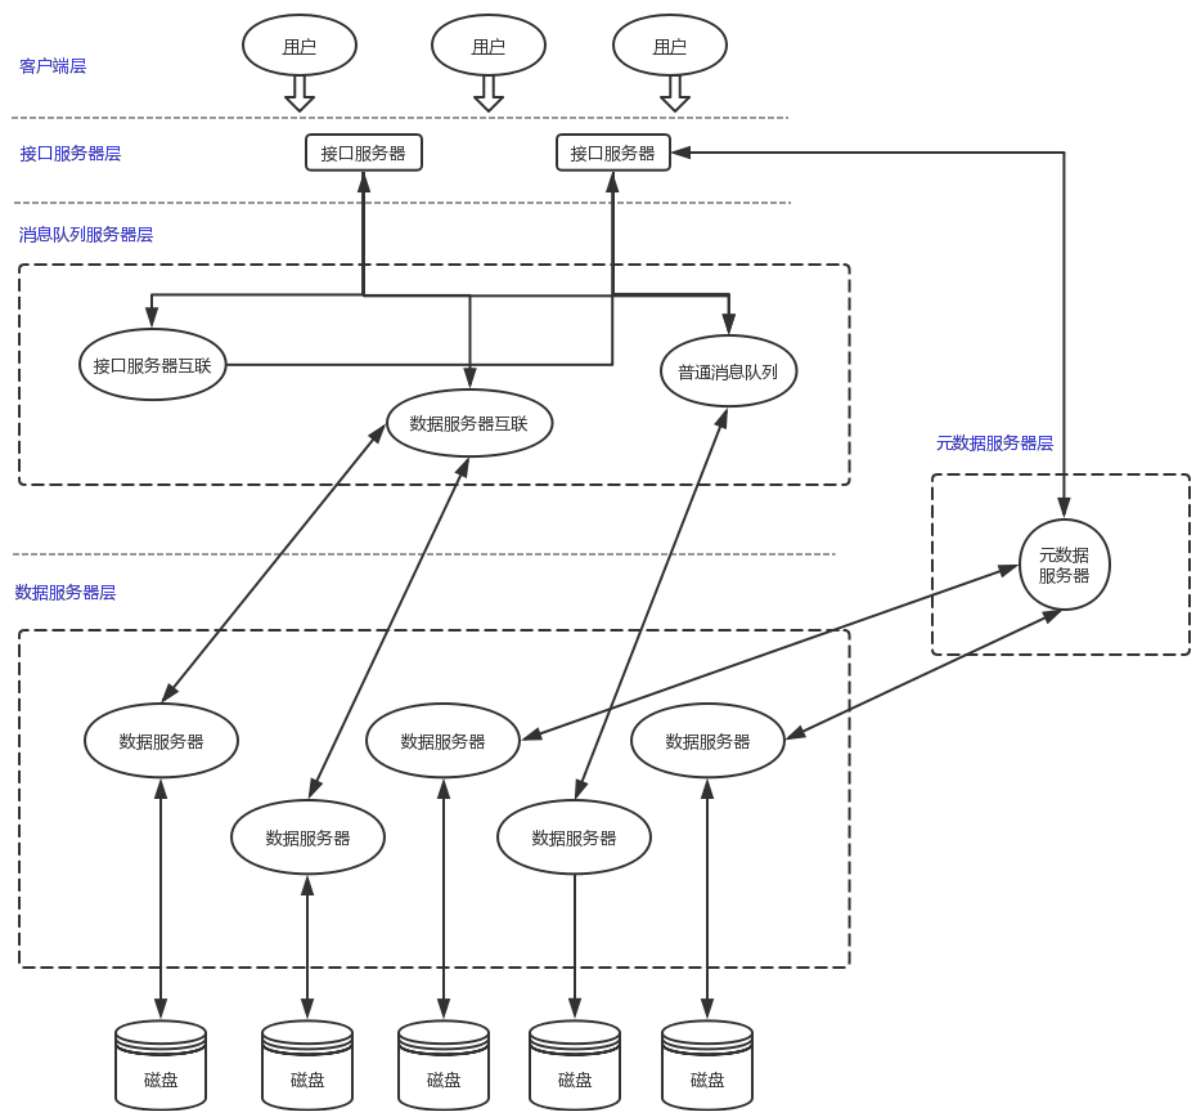 用户
用户
用户
客户端层
接口服务器层
接口服务器
接口服务器
消息队列服务器层
接口服务器互联
普通消息队列
数据服务器互联
元数据服务器层
元数据
服务器
数据服务器层
数据服务器
数据服务器
数据服务器
数据服务器
数据服务器
磁盘
磁盘
磁盘
磁盘
磁盘